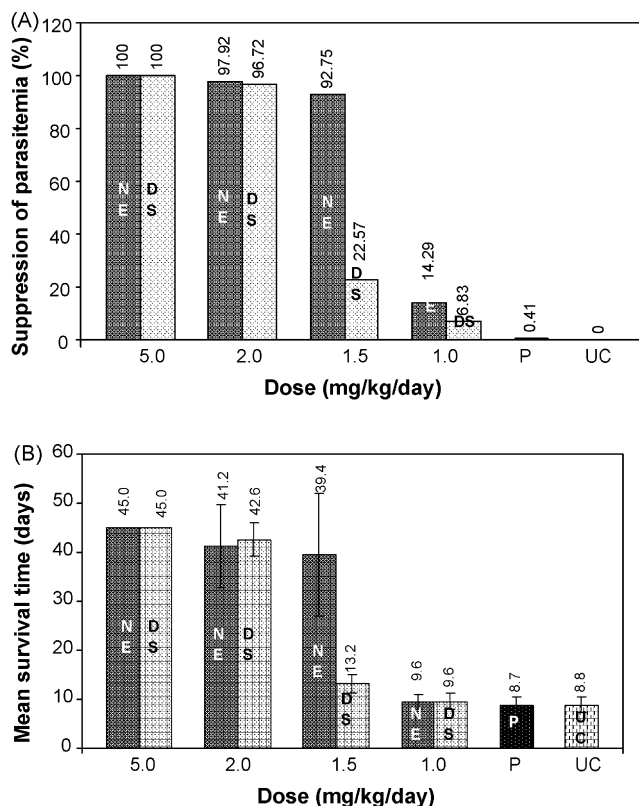 (A)
Suppression of parasitemia (%)
120
100
80
60
40
20
0
100
100
97.92
96.72
92.75
22.57
14.29
6.83
0.41
0
N E
D S
N E
D S
N E
D S
E
DS
5.0
2.0
1.5
1.0
P
UC
Dose (mg/kg/day)
(B)
Mean survival time (days)
60
50
40
30
20
10
0
45.0
45.0
41.2
42.6
39.4
13.2
9.6
9.6
8.7
8.8
N E
D S
N E
D S
N E
D S
N E
D S
P
U C
5.0
2.0
1.5
1.0
P
UC
Dose (mg/kg/day)